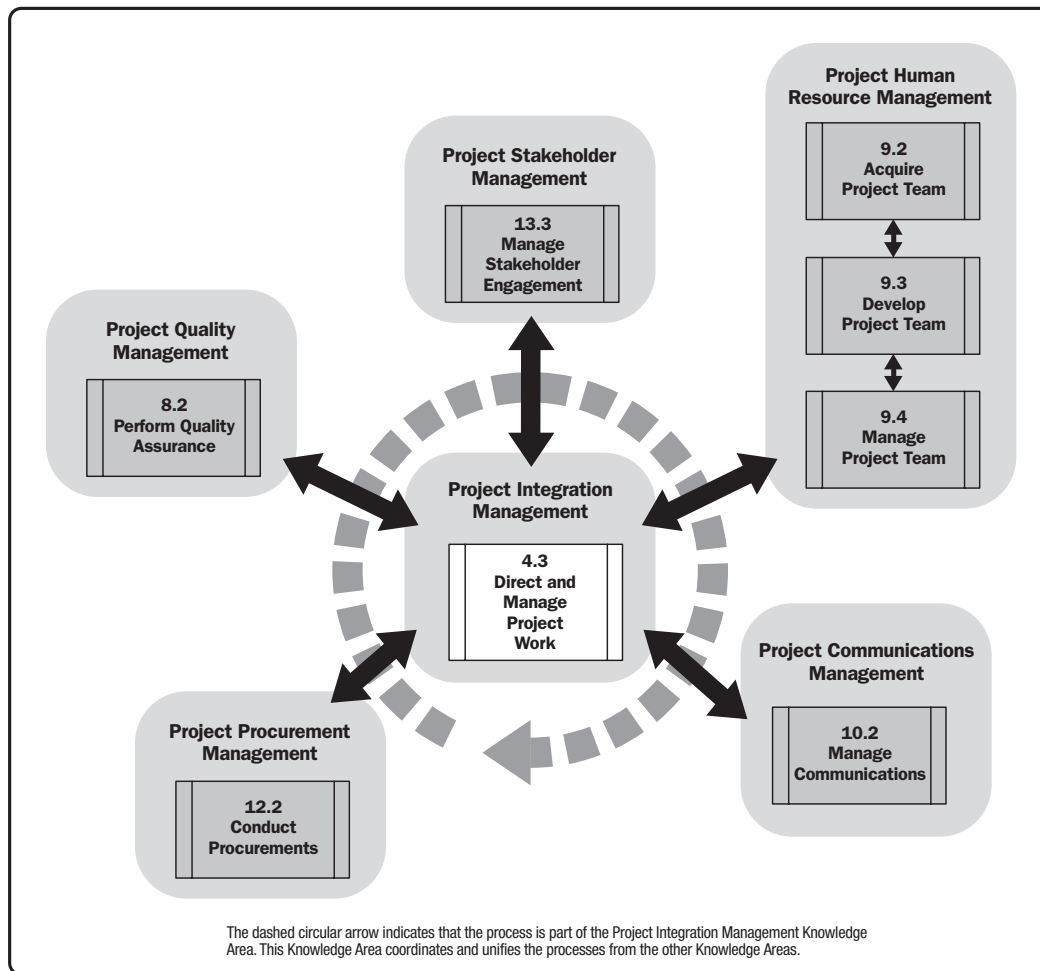 Project Human
Resource Management
9.2
Acquire
Project Team
9.3
Develop
Project Team
9.4
Manage
Project Team
Project Stakeholder
Management
13.3
Manage
Stakeholder
Engagement
Project Quality
Management
8.2
Perform Quality
Assurance
Project Integration
Management
4.3
Direct and
Manage
Project
Work
Project Communications
Management
10.2
Manage
Communications
Project Procurement
Management
12.2
Conduct
Procurements
The dashed circular arrow indicates that the process is part of the Project Integration Management Knowledge
Area. This Knowledge Area coordinates and unifies the processes from the other Knowledge Areas.